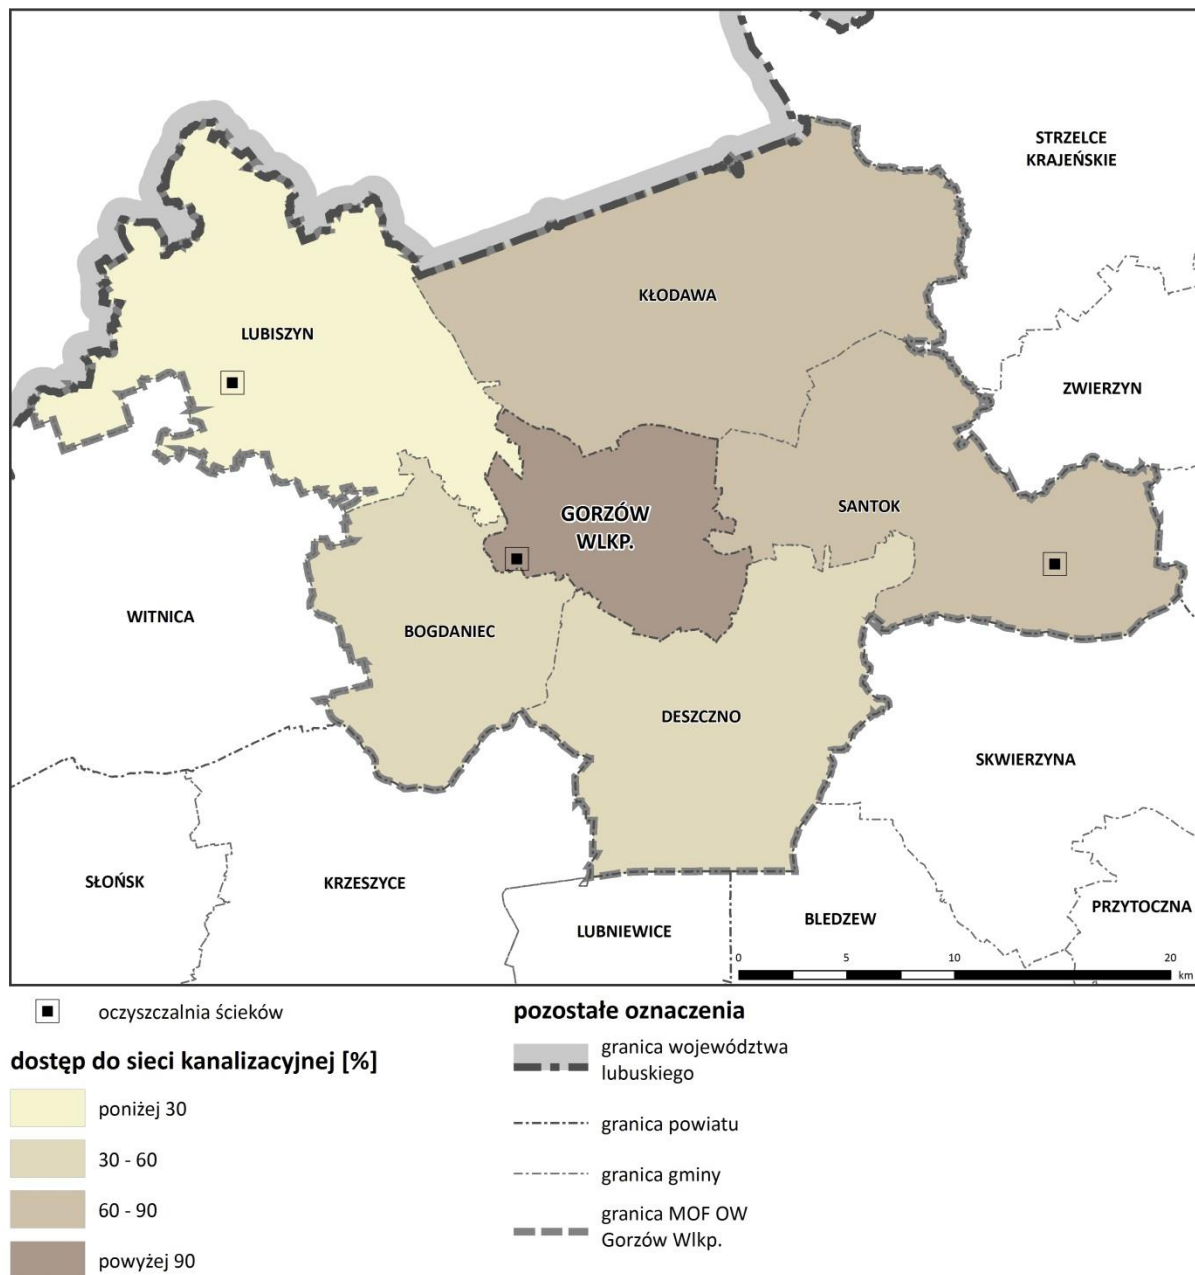 STRZELCE
KRAJEŃSKIE
KŁODAWA
LUBISZYN
ZWIERZYN
SANTOK
GORZÓW
WLKP.
WITNICA
BOGDANIEC
DESZCZNO
SKWIERZYNA
SŁOŃSK
KRZESZYCE
LUBNIEWICE
BLEDZEW
PRZYTOCZNA
0 5 10 20
km
oczyszczalnia ścieków
dostęp do sieci kanalizacyjnej [%]
poniżej 30
30 - 60
60 - 90
powyżej 90
pozostałe oznaczenia
granica województwa
lubuskiego
granica powiatu
granica gminy
granica MOF OW
Gorzów Wlkp.